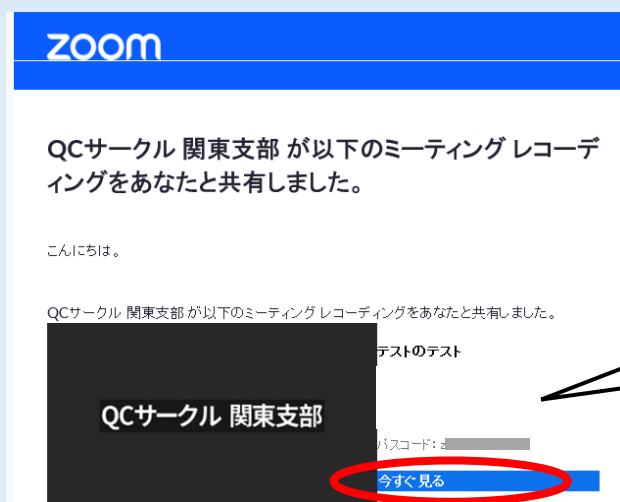 zoom
QCサークル 関東支部 が以下のミーティング レコーデ
ィングをあなたと共有しました。
こんにちは。
QCサークル 関東支部 が以下のミーティング レコーディングをあなたと共有しました。
テストのテスト
QCサークル 関東支部
パスコード: z
今すぐ見る